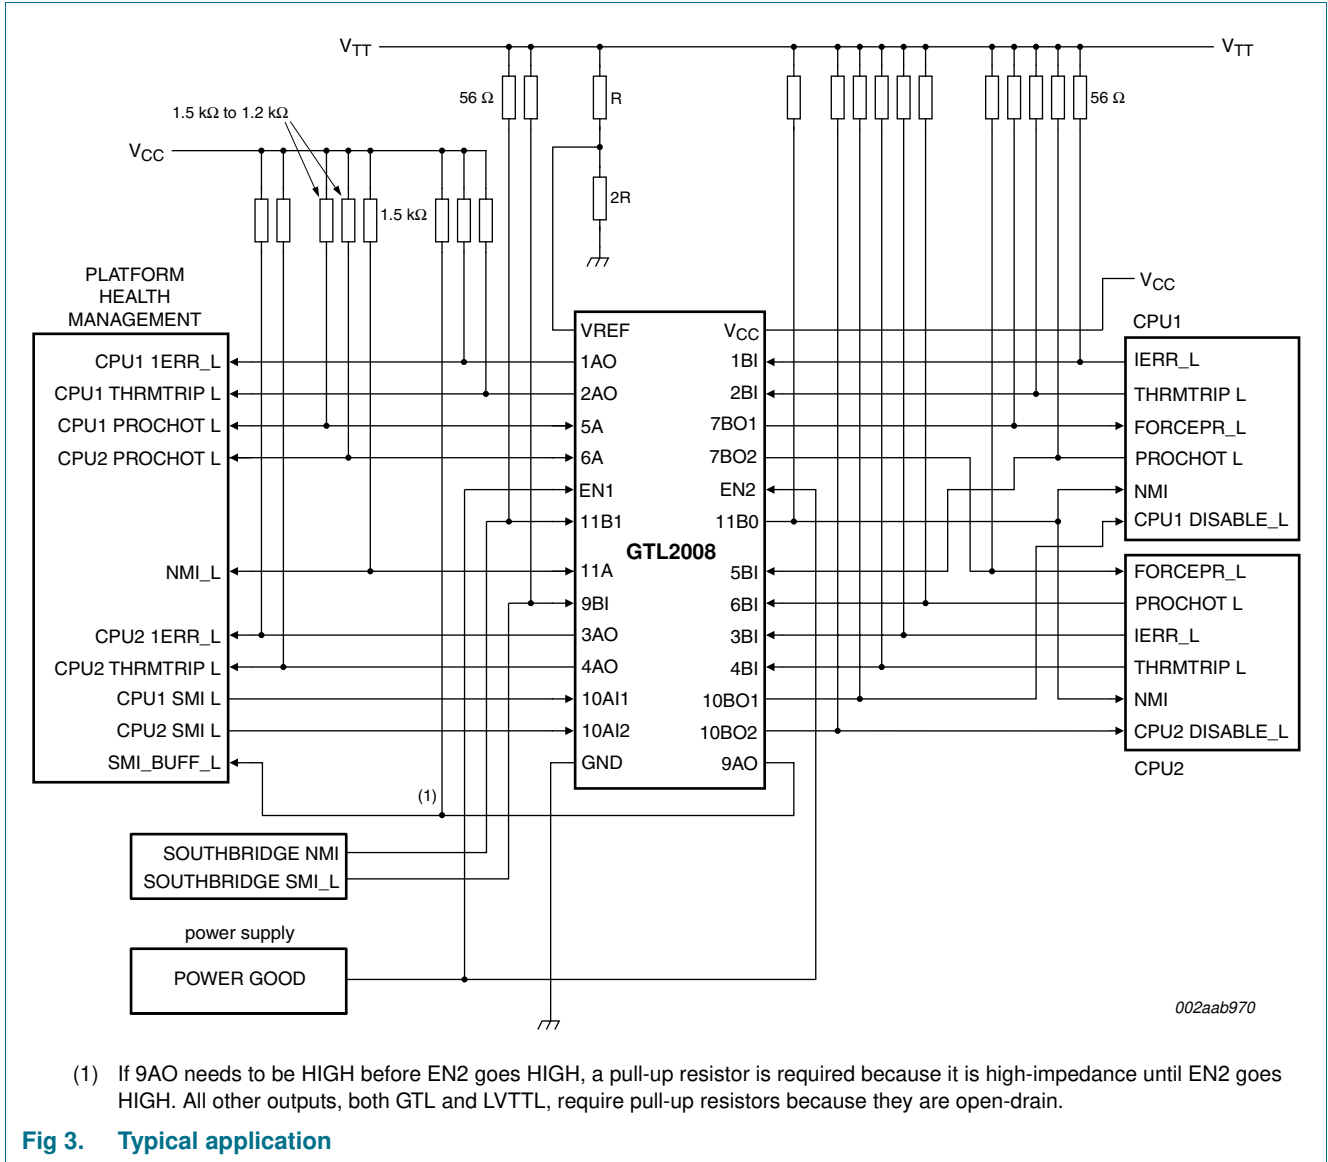 VTT
VTT
56 Ω
R
56 Ω
1.5 kΩ to 1.2 kΩ
VCC
2R
1.5 kΩ
PLATFORM
HEALTH
MANAGEMENT
CPU1 1ERR_L
CPU1 THRMTRIP L
CPU1 PROCHOT L
CPU2 PROCHOT L
NMI_L
CPU2 1ERR_L
CPU2 THRMTRIP L
CPU1 SMI L
CPU2 SMI L
SMI_BUFF_L
VREF
1AO
2AO
5A
6A
EN1
11B1
11A
9BI
3AO
4AO
10AI1
10AI2
GND
GTL2008
VCC
1BI
2BI
7BO1
7BO2
EN2
11B0
5BI
6BI
3BI
4BI
10BO1
10BO2
9AO
VCC
CPU1
IERR_L
THRMTRIP L
FORCEPR_L
PROCHOT L
NMI
CPU1 DISABLE_L
FORCEPR_L
PROCHOT L
IERR_L
THRMTRIP L
NMI
CPU2 DISABLE_L
CPU2
(1)
SOUTHBRIDGE NMI
SOUTHBRIDGE SMI_L
power supply
POWER GOOD
002aab970
(1) If 9AO needs to be HIGH before EN2 goes HIGH, a pull-up resistor is required because it is high-impedance until EN2 goes
HIGH. All other outputs, both GTL and LVTTL, require pull-up resistors because they are open-drain.
Fig 3. Typical application